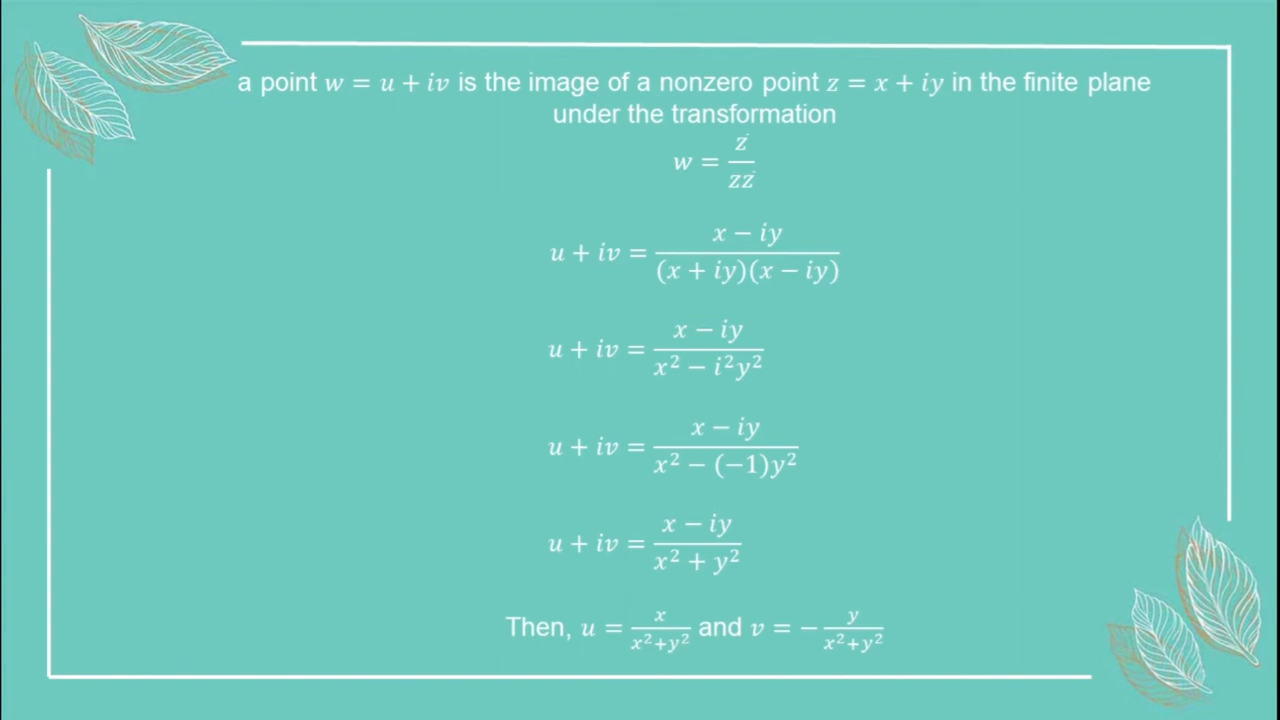 a point w = u + iv is the image of a nonzero point z = x + iy in the finite plane
under the transformation
w = ż / zż
u + iv = x − iy / (x + iy)(x − iy)
u + iv = x − iy / x² − i²y²
u + iv = x − iy / x² − (−1)y²
u + iv = x − iy / x² + y²
Then, u = x / x²+y² and v = − y / x²+y²